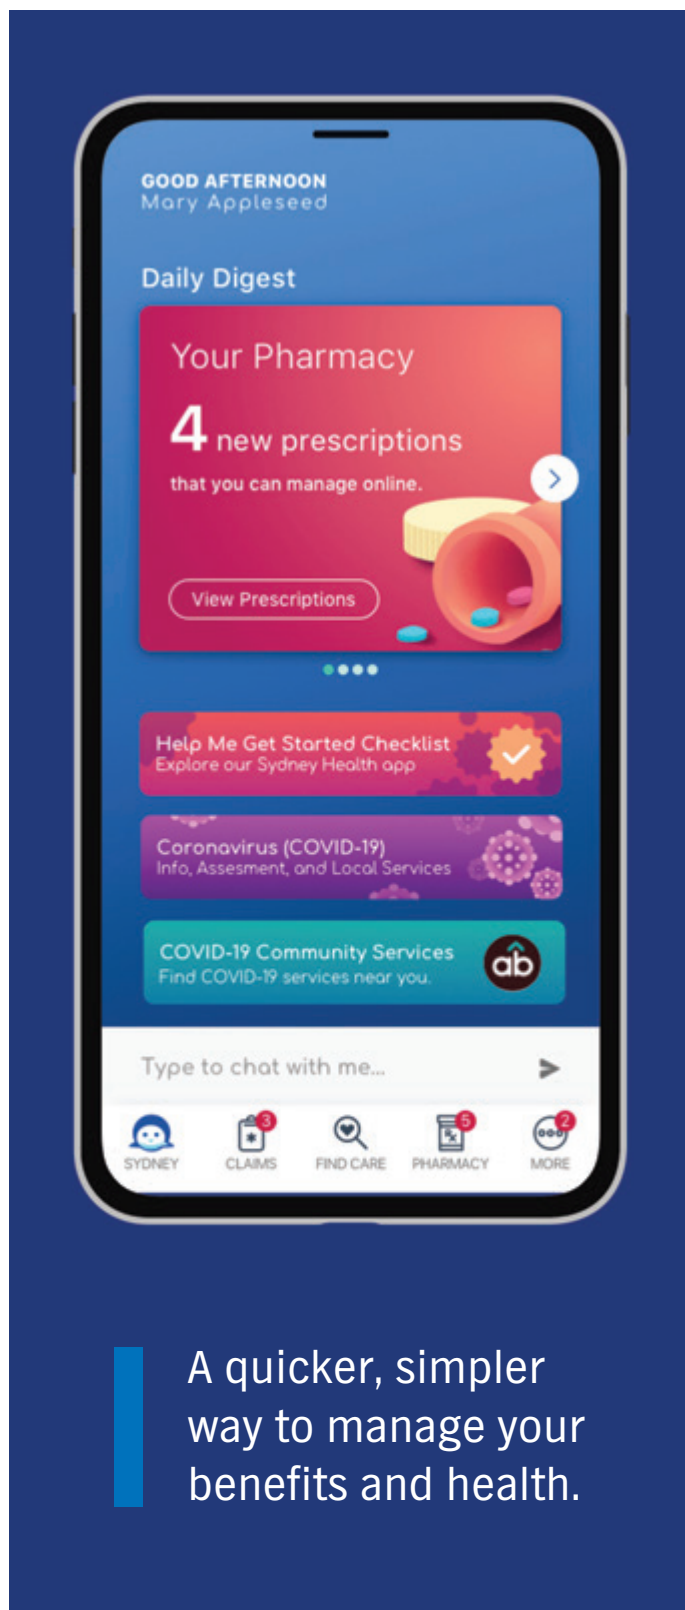 GOOD AFTERNOON
Mary Appleseed
Daily Digest
Your Pharmacy
4 new prescriptions
that you can manage online.
View Prescriptions
Help Me Get Started Checklist
Explore our Sydney Health app
Coronavirus (COVID-19)
Info, Assesment, and Local Services
COVID-19 Community Services
Find COVID-19 services near you.
ab
Type to chat with me...
3
5
2
Rx
SYDNEY
CLAIMS
FIND CARE
PHARMACY
MORE
A quicker, simpler
way to manage your
benefits and health.